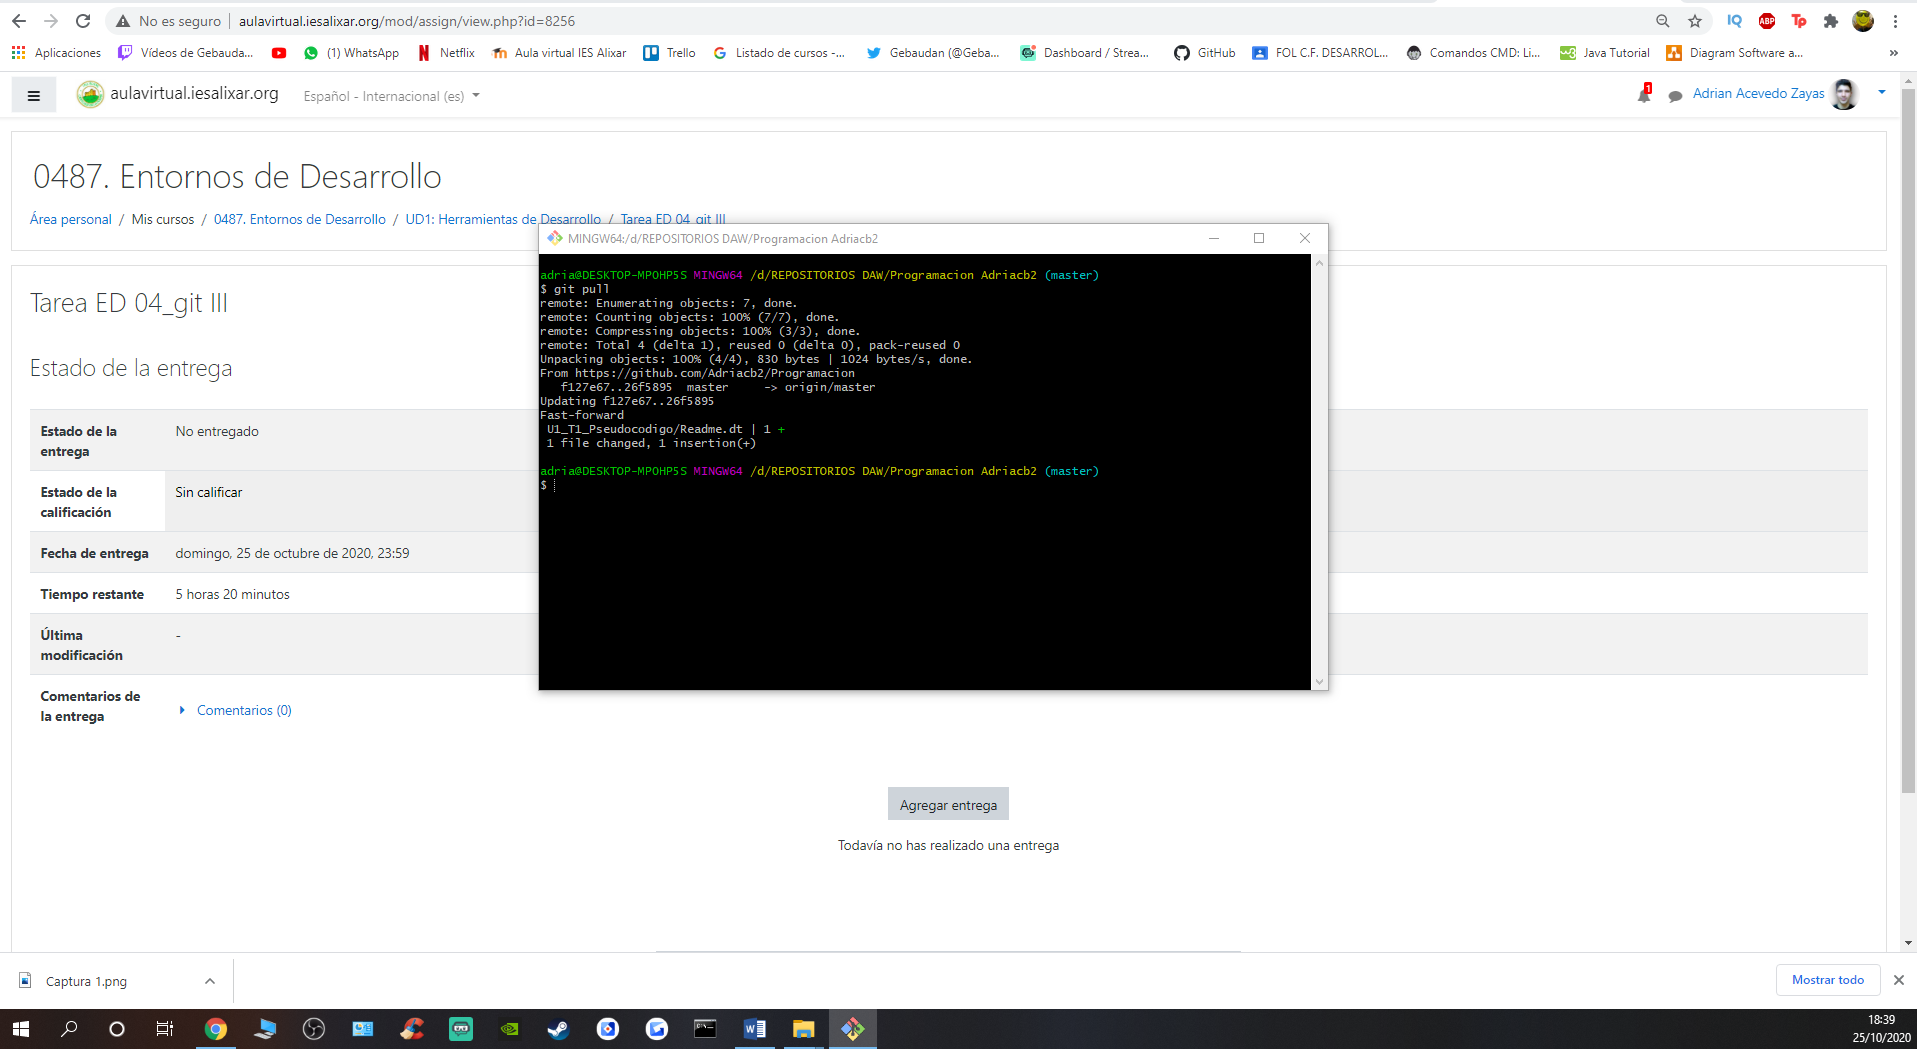 No es seguro | aulavirtual.iesalixar.org/mod/assign/view.php?id=8256
IQ ABP Tp
Aplicaciones Vídeos de Gebauda... (1) WhatsApp Netflix Aula virtual IES Alixar Trello Listado de cursos -... Gebaudan (@Geba... Dashboard / Strea... GitHub FOL C.F. DESARROL... Comandos CMD: Li... Java Tutorial Diagram Software a... »
aulavirtual.iesalixar.org Español - Internacional (es) 1 Adrian Acevedo Zayas
0487. Entornos de Desarrollo
Área personal / Mis cursos / 0487. Entornos de Desarrollo / UD1: Herramientas de Desarrollo / Tarea ED 04_git III
MINGW64:/d/REPOSITORIOS DAW/Programacion Adriacb2
adria@DESKTOP-MPOHP5S MINGW64 /d/REPOSITORIOS DAW/Programacion Adriacb2 (master)
$ git pull
remote: Enumerating objects: 7, done.
remote: Counting objects: 100% (7/7), done.
remote: Compressing objects: 100% (3/3), done.
remote: Total 4 (delta 1), reused 0 (delta 0), pack-reused 0
Unpacking objects: 100% (4/4), 830 bytes | 1024 bytes/s, done.
From https://github.com/Adriacb2/Programacion
f127e67..26f5895 master -> origin/master
Updating f127e67..26f5895
Fast-forward
U1_T1_Pseudocodigo/Readme.dt | 1 +
1 file changed, 1 insertion(+)
adria@DESKTOP-MPOHP5S MINGW64 /d/REPOSITORIOS DAW/Programacion Adriacb2 (master)
$
Tarea ED 04_git III
Estado de la entrega
Estado de la entrega No entregado
Estado de la calificación Sin calificar
Fecha de entrega domingo, 25 de octubre de 2020, 23:59
Tiempo restante 5 horas 20 minutos
Última modificación -
Comentarios de la entrega Comentarios (0)
Agregar entrega
Todavía no has realizado una entrega
Captura 1.png
Mostrar todo
18:39
25/10/2020